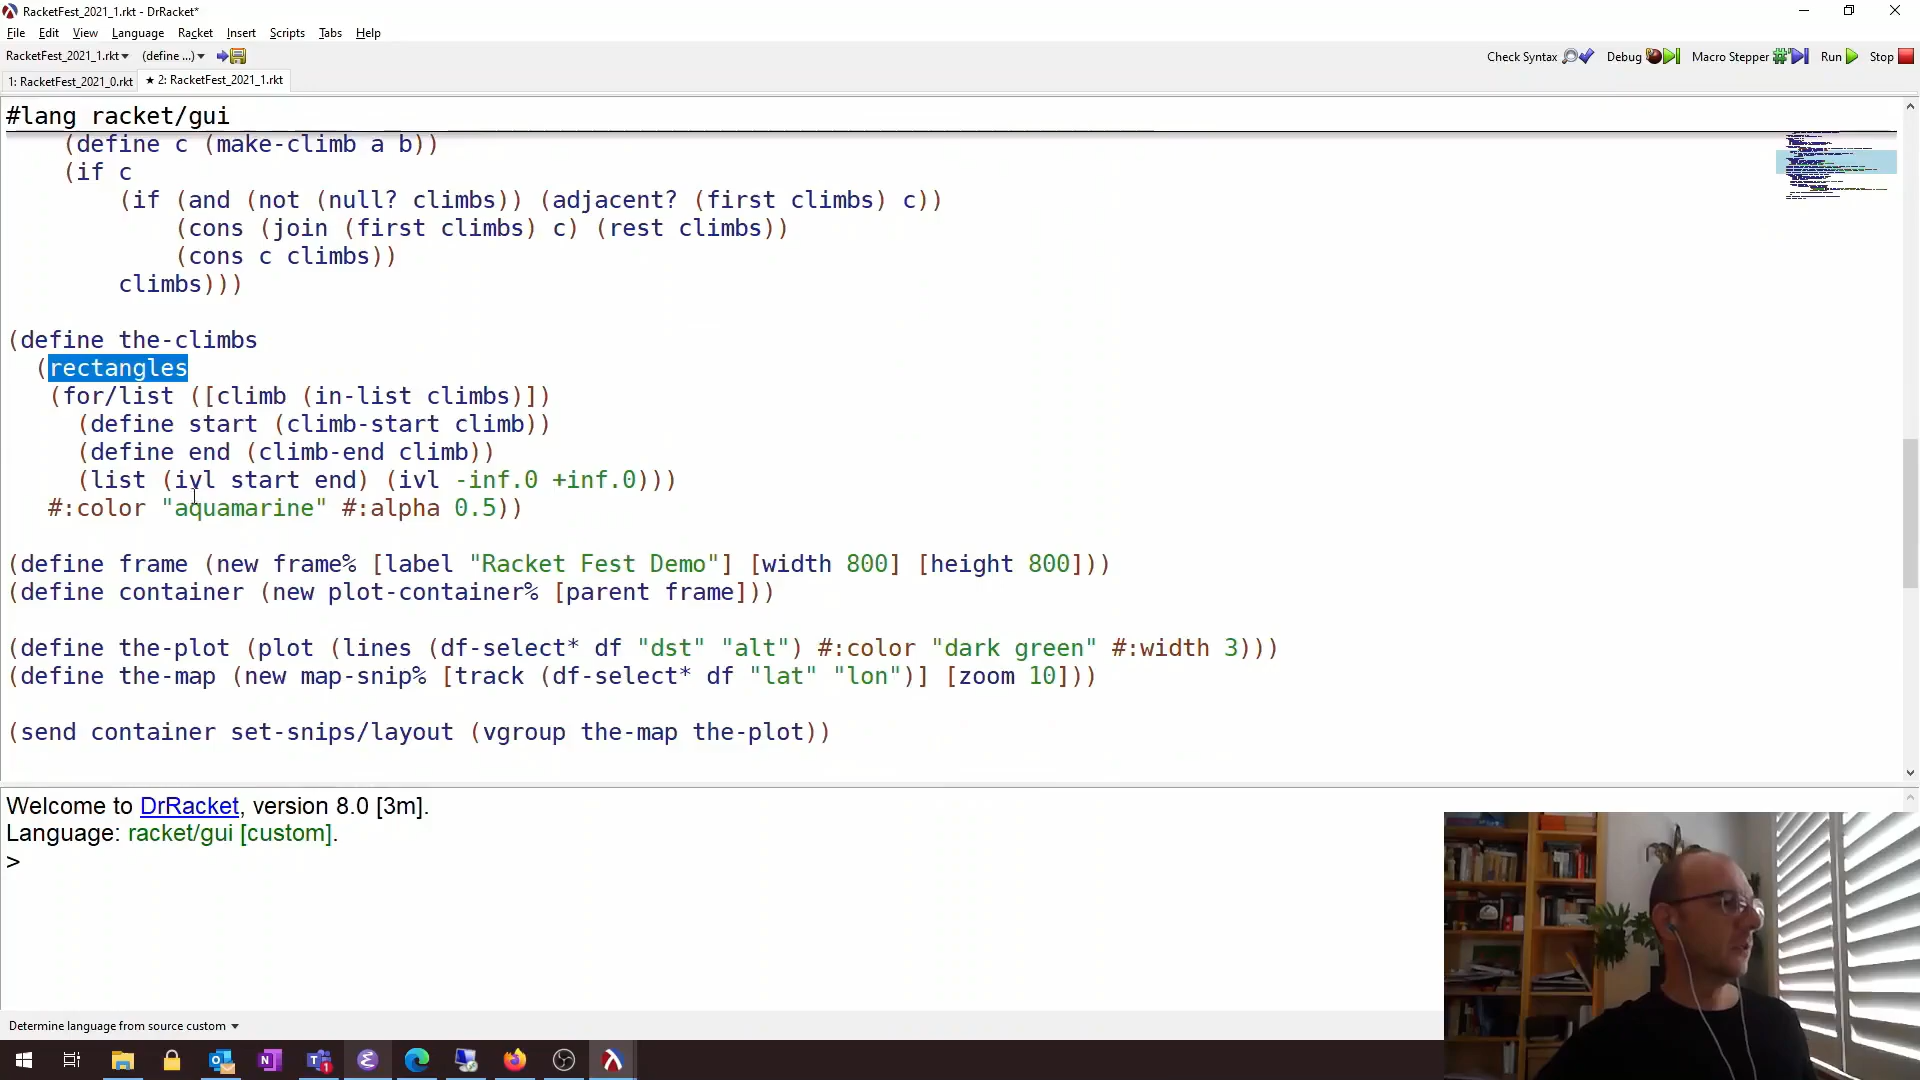 RacketFest_2021_1.rkt - DrRacket*
File Edit View Language Racket Insert Scripts Tabs Help
RacketFest_2021_1.rkt▾ (define ...)▾ Check Syntax Debug Macro Stepper Run Stop
1: RacketFest_2021_0.rkt ★ 2: RacketFest_2021_1.rkt
#lang racket/gui
(define c (make-climb a b))
(if c
(if (and (not (null? climbs)) (adjacent? (first climbs) c))
(cons (join (first climbs) c) (rest climbs))
(cons c climbs))
climbs)))
(define the-climbs
(rectangles
(for/list ([climb (in-list climbs)])
(define start (climb-start climb))
(define end (climb-end climb))
(list (ivl start end) (ivl -inf.0 +inf.0)))
#:color "aquamarine" #:alpha 0.5))
(define frame (new frame% [label "Racket Fest Demo"] [width 800] [height 800]))
(define container (new plot-container% [parent frame]))
(define the-plot (plot (lines (df-select* df "dst" "alt") #:color "dark green" #:width 3)))
(define the-map (new map-snip% [track (df-select* df "lat" "lon")] [zoom 10]))
(send container set-snips/layout (vgroup the-map the-plot))
Welcome to DrRacket, version 8.0 [3m].
Language: racket/gui [custom].
>
Determine language from source custom ▾